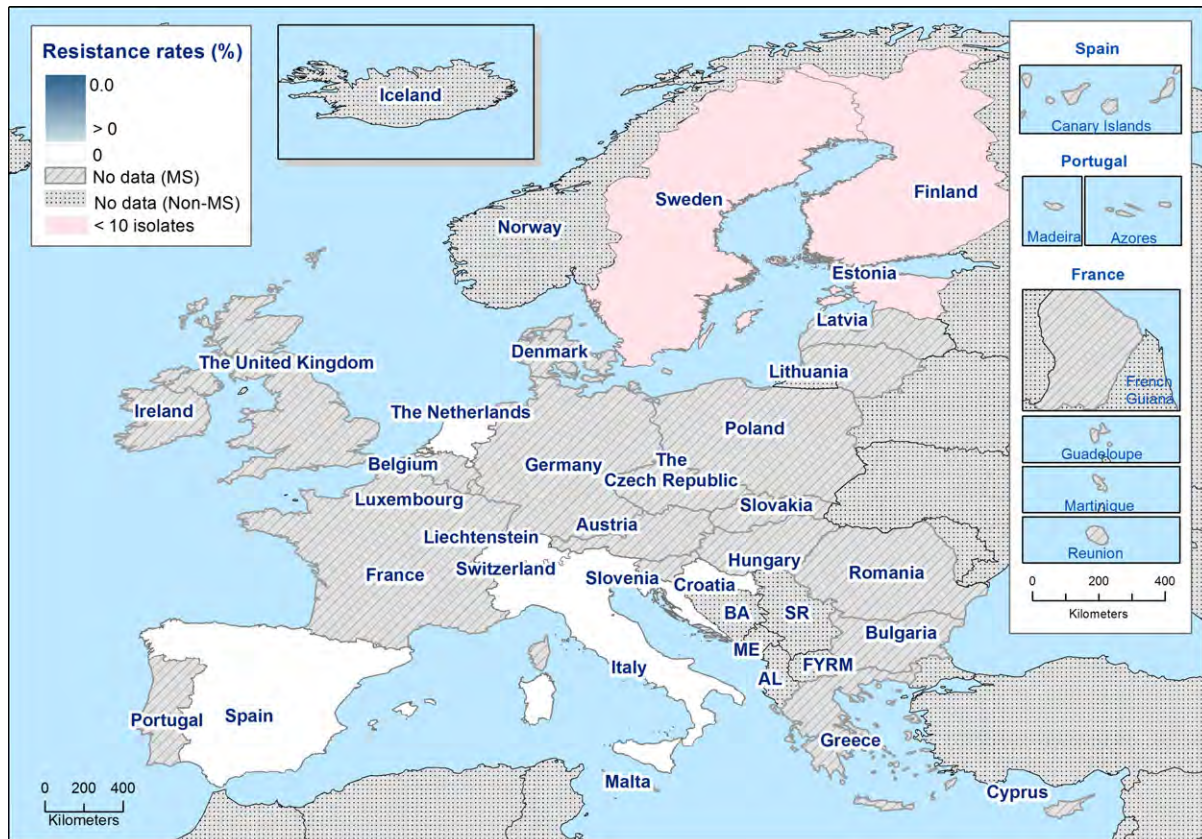 Resistance rates (%)
0.0
> 0
0
No data (MS)
No data (Non-MS)
< 10 isolates
Iceland
Norway
Sweden
Finland
Estonia
Latvia
Lithuania
Denmark
The United Kingdom
Ireland
The Netherlands
Poland
Belgium
Germany
The
Czech Republic
Luxembourg
Slovakia
Austria
Liechtenstein
Hungary
France
Switzerland
Slovenia
Croatia
Romania
BA
SR
Bulgaria
ME
Italy
FYRM
AL
Portugal
Spain
Greece
Malta
Cyprus
0 200 400
Kilometers
Spain
Canary Islands
Portugal
Madeira
Azores
France
French
Guiana
Guadeloupe
Martinique
Reunion
0 200 400
Kilometers